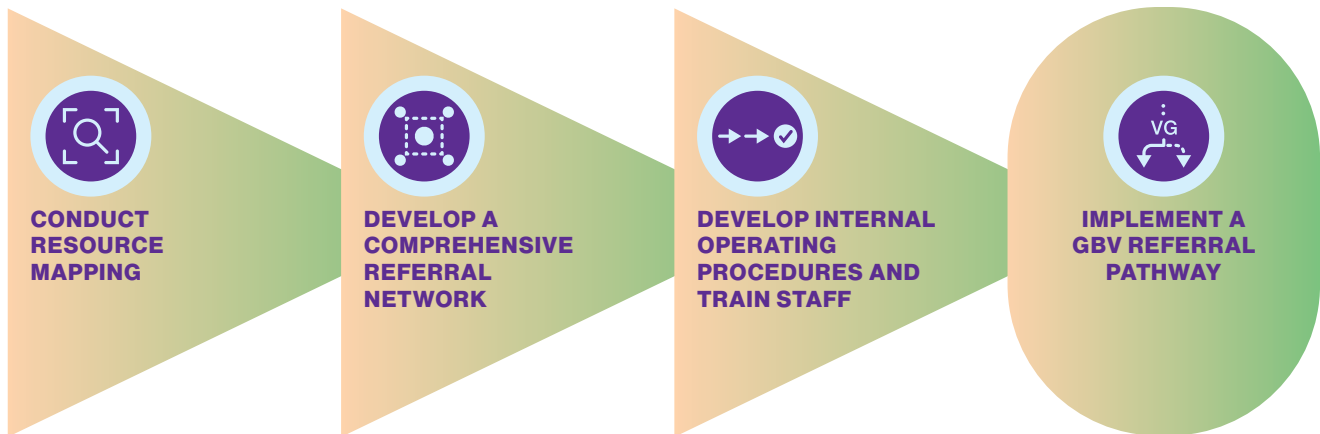 CONDUCT
RESOURCE
MAPPING
DEVELOP A
COMPREHENSIVE
REFERRAL
NETWORK
DEVELOP INTERNAL
OPERATING
PROCEDURES AND
TRAIN STAFF
VG
IMPLEMENT A
GBV REFERRAL
PATHWAY